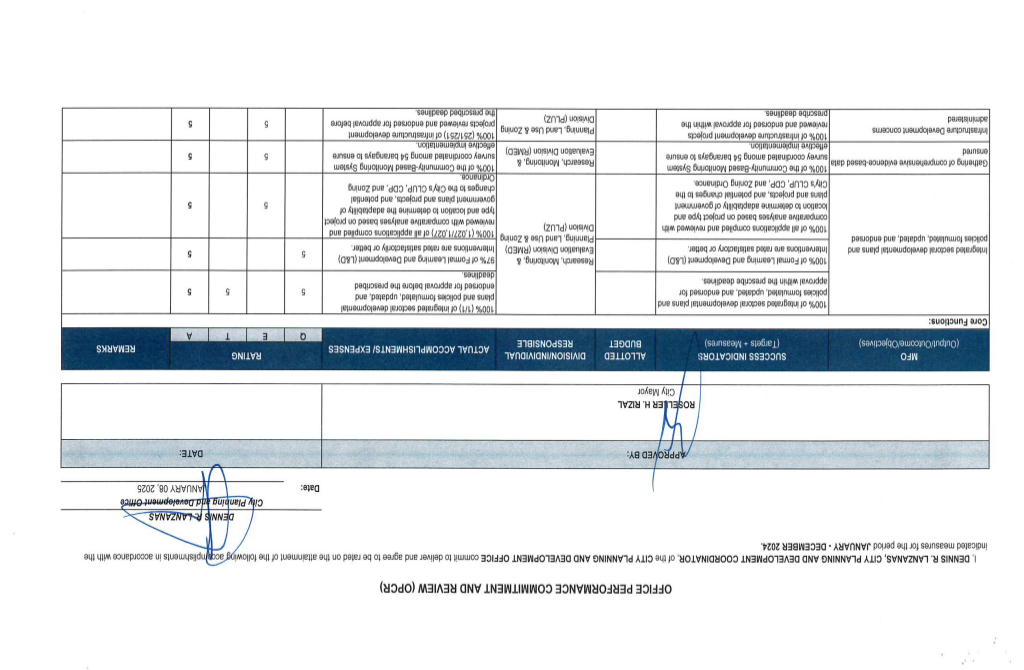 OFFICE PERFORMANCE COMMITMENT AND REVIEW (OPCR)
I, DENNIS R. LANZANAS, CITY PLANNING AND DEVELOPMENT COORDINATOR, of the CITY PLANNING AND DEVELOPMENT OFFICE commit to deliver and agree to be rated on the attainment of the following accomplishments in accordance with the
indicated measures for the period JANUARY - DECEMBER 2024.
DENNIS R. LANZANAS
City Planning and Development Office
Date: JANUARY 08, 2025
APPROVED BY: DATE:
ROSELLER H. RIZAL
City Mayor
MFO
(Output/Outcome/Objectives)
SUCCESS INDICATORS
(Targets + Measures)
ALLOTTED
BUDGET
DIVISION/INDIVIDUAL
RESPONSIBLE
ACTUAL ACCOMPLISHMENTS/ EXPENSES
RATING
Q E T A
REMARKS
Core Functions:
Integrated sectoral developmental plans and
policies formulated, updated, and endorsed
100% of integrated sectoral developmental plans and
policies formulated, updated, and endorsed for
approval within the prescribe deadlines.
Research, Monitoring, &
Evaluation Division (RMED)
Planning, Land Use & Zoning
Division (PLUZ)
100% (1/1) of integrated sectoral developmental
plans and policies formulated, updated, and
endorsed for approval before the prescribed
deadlines.
5 5 5
100% of Formal Learning and Development (L&D)
Interventions are rated satisfactory or better.
97% of Formal Learning and Development (L&D)
Interventions are rated satisfactorily or better.
5 5
100% of all applications compiled and reviewed with
comparative analyses based on project type and
location to determine adaptability of government
plans and projects, and potential changes to the
City's CLUP, CDP, and Zoning Ordinance.
100% (1,027/1,027) of all applications compiled and
reviewed with comparative analyses based on project
type and location to determine the adaptability of
government plans and projects, and potential
changes to the City's CLUP, CDP, and Zoning
Ordinance.
5 5
Gathering of comprehensive evidence-based data
ensured
100% of the Community-Based Monitoring System
survey coordinated among 54 barangays to ensure
effective implementation.
Research, Monitoring, &
Evaluation Division (RMED)
100% of the Community-Based Monitoring System
survey coordinated among 54 barangays to ensure
effective implementation.
5 5
Infrastructure Development concerns
administered
100% of infrastructure development projects
reviewed and endorsed for approval within the
prescribe deadlines.
Planning, Land Use & Zoning
Division (PLUZ)
100% (251/251) of infrastructure development
projects reviewed and endorsed for approval before
the prescribed deadlines.
5 5